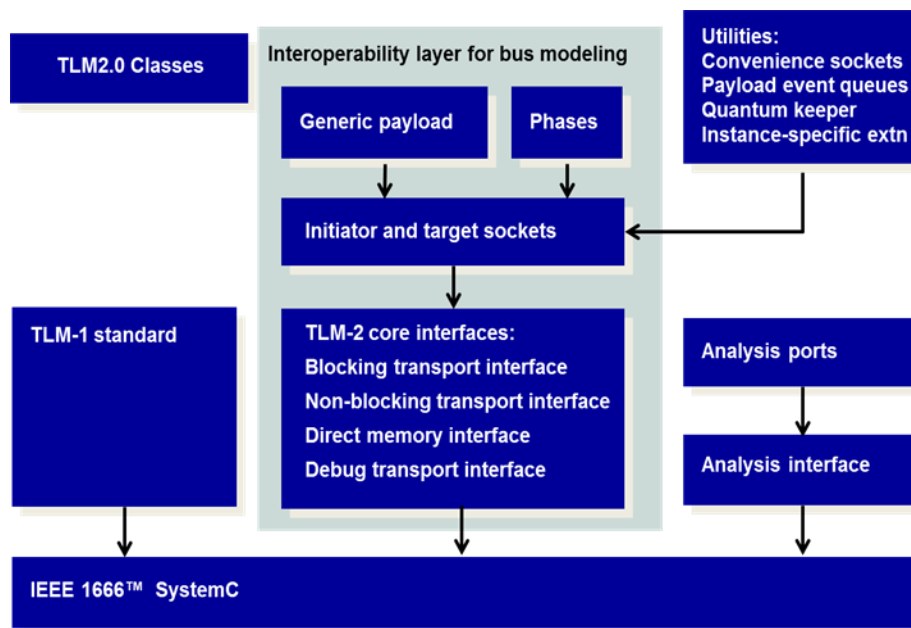 TLM2.0 Classes
Interoperability layer for bus modeling
Generic payload
Phases
Initiator and target sockets
Utilities:
Convenience sockets
Payload event queues
Quantum keeper
Instance-specific extn
TLM-1 standard
TLM-2 core interfaces:
Blocking transport interface
Non-blocking transport interface
Direct memory interface
Debug transport interface
Analysis ports
Analysis interface
IEEE 1666™ SystemC